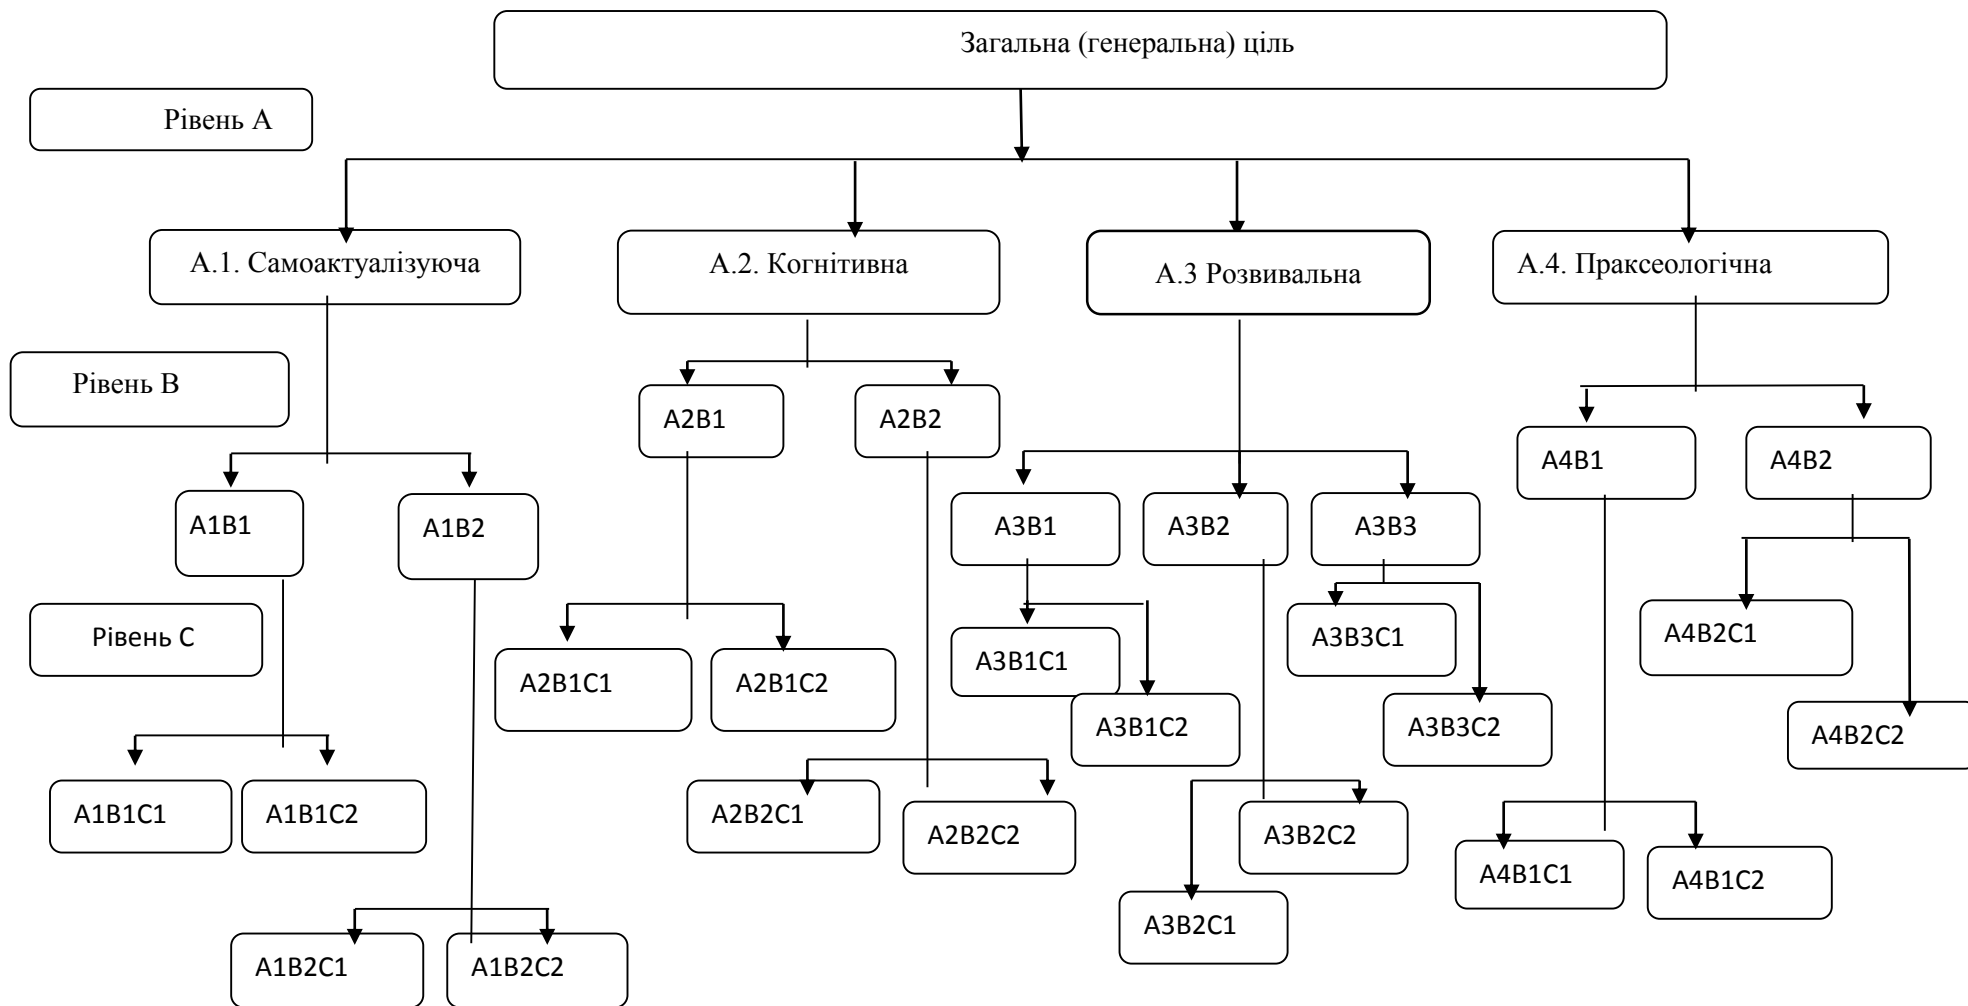 Загальна (генеральна) ціль
Рівень А
А.1. Самоактуалізуюча
А.2. Когнітивна
А.3 Розвивальна
А.4. Праксеологічна
Рівень В
А2В1
А2В2
А4В1
А4В2
А1В1
А1В2
А3В1
А3В2
А3В3
Рівень С
А2В1С1
А2В1С2
А3В1С1
А3В3С1
А4В2С1
А3В1С2
А3В3С2
А4В2С2
А1В1С1
А1В1С2
А2В2С1
А2В2С2
А3В2С2
А4В1С1
А4В1С2
А3В2С1
А1В2С1
А1В2С2